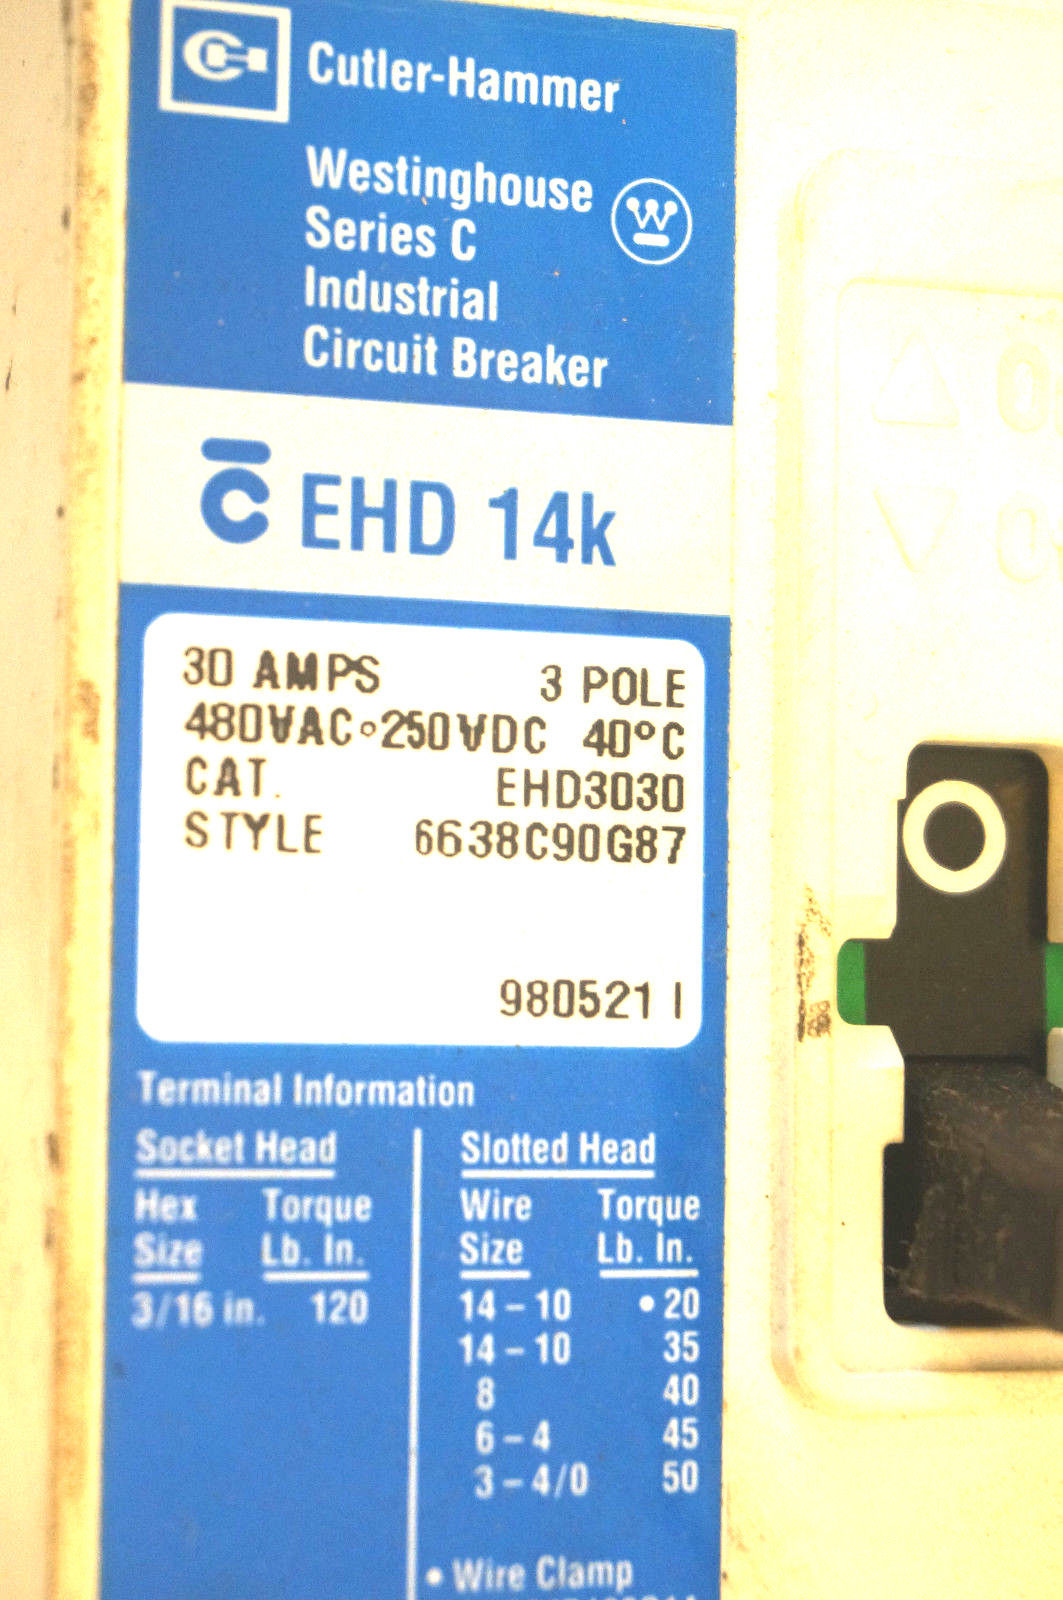 Cutler-Hammer
Westinghouse
Series C
Industrial
Circuit Breaker
W
C EHD 14k
30 AMPS 3 POLE
480VAC°250VDC 40°C
CAT. EHD3030
STYLE 6638C90G87
980521 I
Terminal Information
Socket Head
Hex Torque
Size Lb. In.
3/16 in. 120
Slotted Head
Wire Torque
Size Lb. In.
14 – 10 • 20
14 – 10 35
8 40
6 – 4 45
3 – 4/0 50
• Wire Clamp